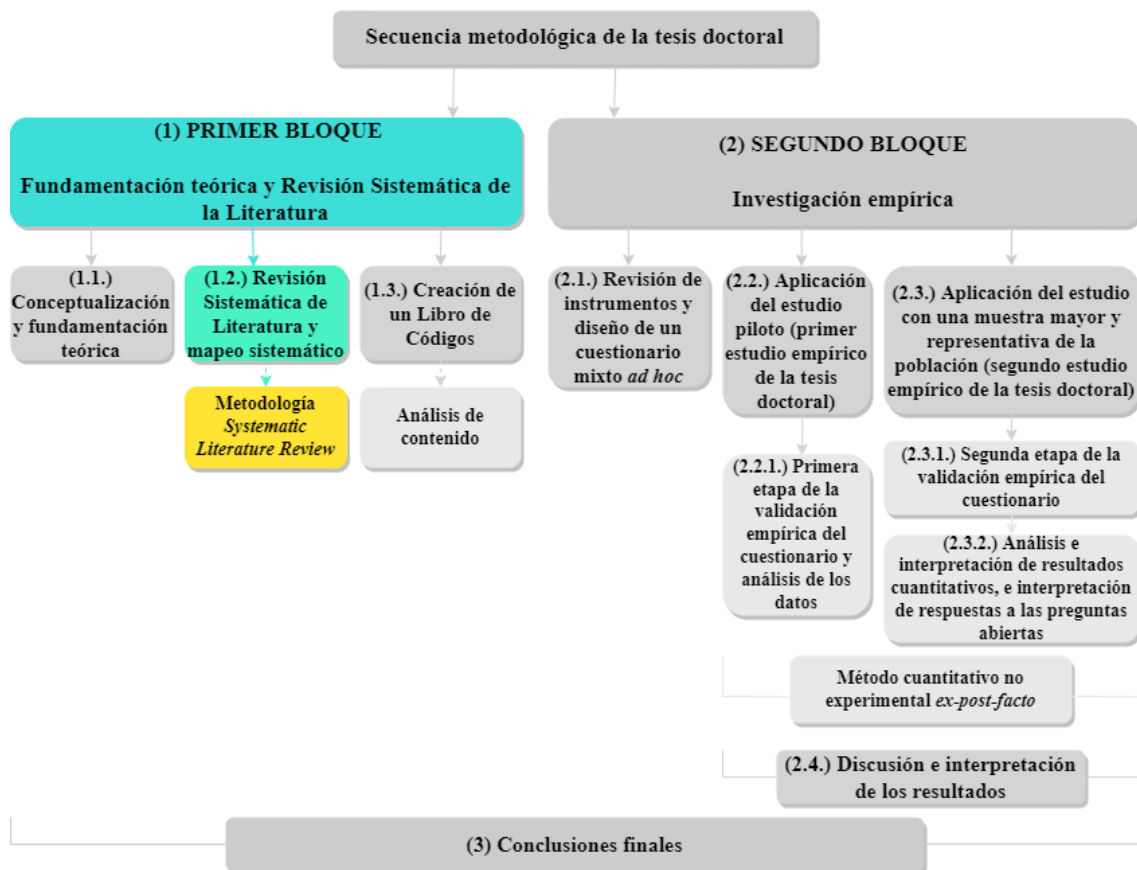 Secuencia metodológica de la tesis doctoral
(1) PRIMER BLOQUE
Fundamentación teórica y Revisión Sistemática de
la Literatura
(2) SEGUNDO BLOQUE
Investigación empírica
(1.1.)
Conceptualización
y fundamentación
teórica
(1.2.) Revisión
Sistemática de
Literatura y
mapeo sistemático
(1.3.) Creación de
un Libro de
Códigos
(2.1.) Revisión de
instrumentos y
diseño de un
cuestionario
mixto ad hoc
(2.2.) Aplicación
del estudio
piloto (primer
estudio empírico
de la tesis
doctoral)
(2.3.) Aplicación del estudio
con una muestra mayor y
representativa de la
población (segundo estudio
empírico de la tesis doctoral)
Metodología
Systematic
Literature Review
Análisis de
contenido
(2.2.1.) Primera
etapa de la
validación
empírica del
cuestionario y
análisis de los
datos
(2.3.1.) Segunda etapa de la
validación empírica del
cuestionario
(2.3.2.) Análisis e
interpretación de resultados
cuantitativos, e interpretación
de respuestas a las preguntas
abiertas
Método cuantitativo no
experimental ex-post-facto
(2.4.) Discusión e interpretación
de los resultados
(3) Conclusiones finales